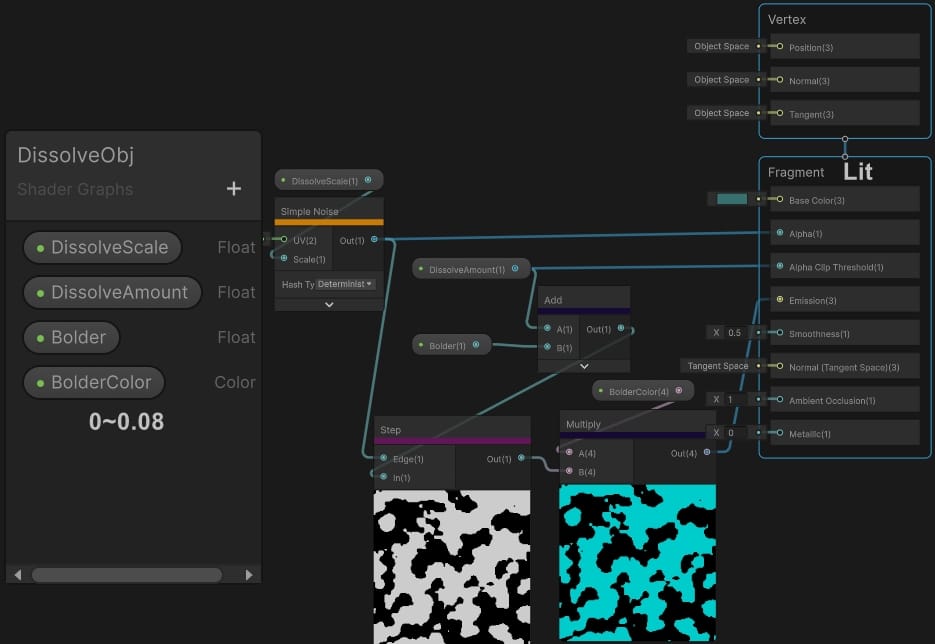 Vertex
Object Space
Position(3)
Object Space
Normal(3)
Object Space
Tangent(3)
DissolveObj
Shader Graphs
+
DissolveScale
Float
DissolveAmount
Float
Bolder
Float
BolderColor
Color
0~0.08
DissolveScale(1)
Simple Noise
UV(2)
Out(1)
Scale(1)
Hash Ty
Determinist
DissolveAmount(1)
Bolder(1)
Add
A(1)
Out(1)
B(1)
BolderColor(4)
Step
Edge(1)
Out(1)
In(1)
Multiply
A(4)
Out(4)
B(4)
Fragment
Lit
Base Color(3)
Alpha(1)
Alpha Clip Threshold(1)
Emission(3)
X 0.5
Smoothness(1)
Tangent Space
Normal (Tangent Space)(3)
X 1
Ambient Occlusion(1)
X 0
Metallic(1)